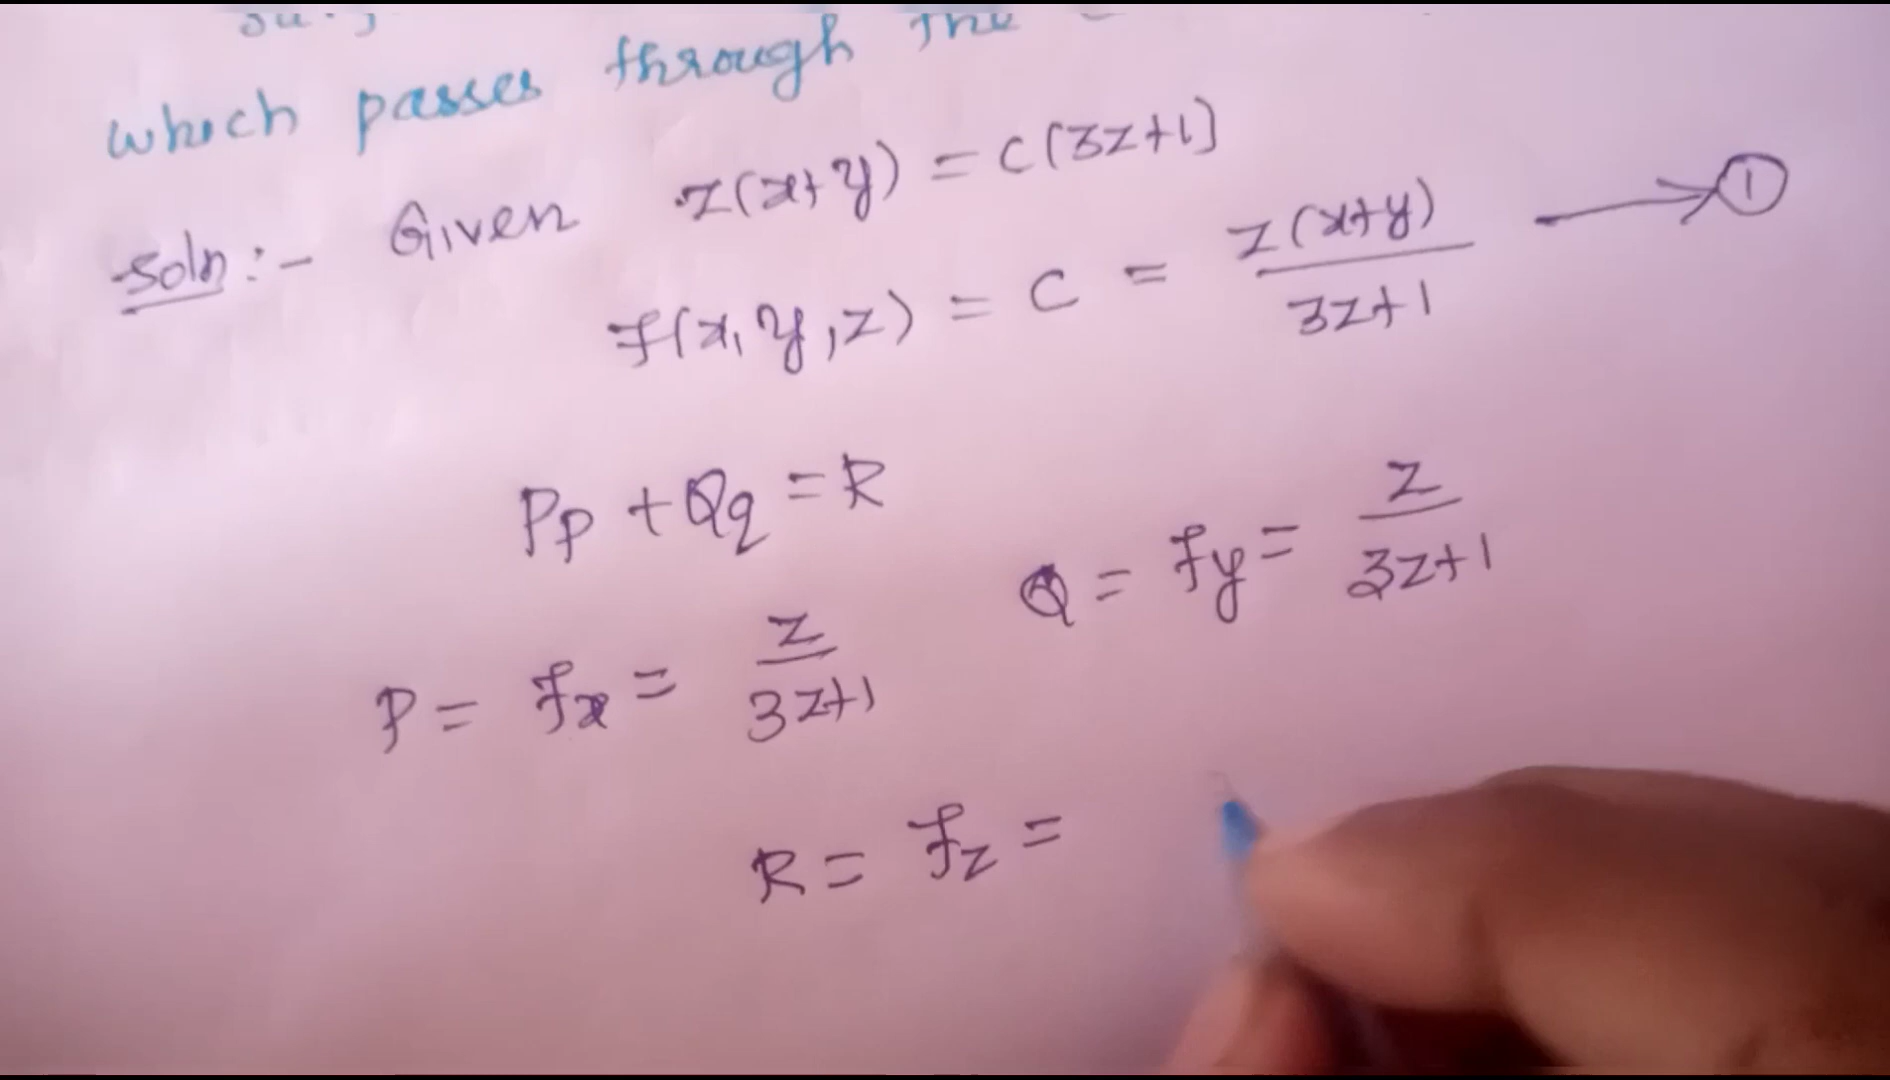 which passes through the
Soln :- Given z(x+y) = c(3z+1)
f(x,y,z) = c = z(x+y)/3z+1 → ①
Pp + Qq = R
P = fx = z/3z+1 Q = fy = z/3z+1
R = fz =